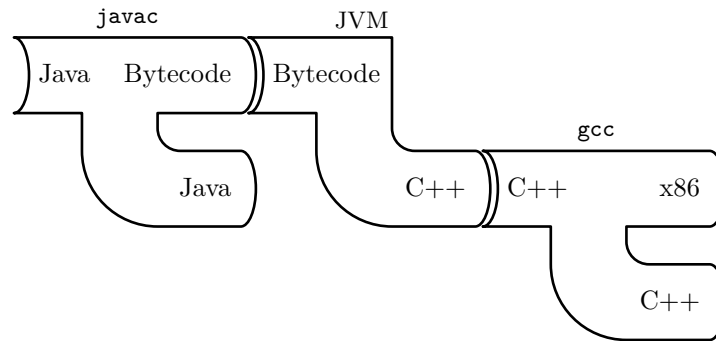 javac
JVM
Java Bytecode Bytecode
gcc
Java C++ C++ x86
C++